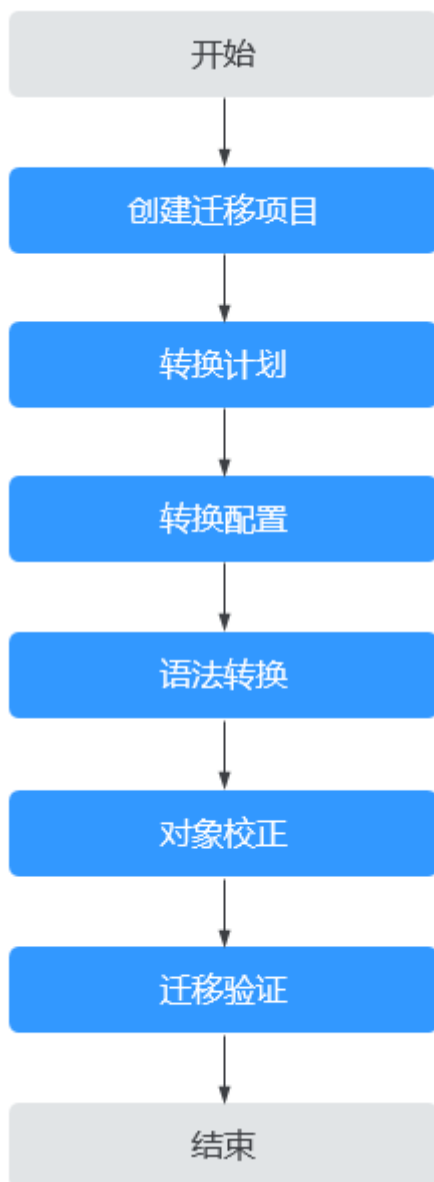 开始
创建迁移项目
转换计划
转换配置
语法转换
对象校正
迁移验证
结束